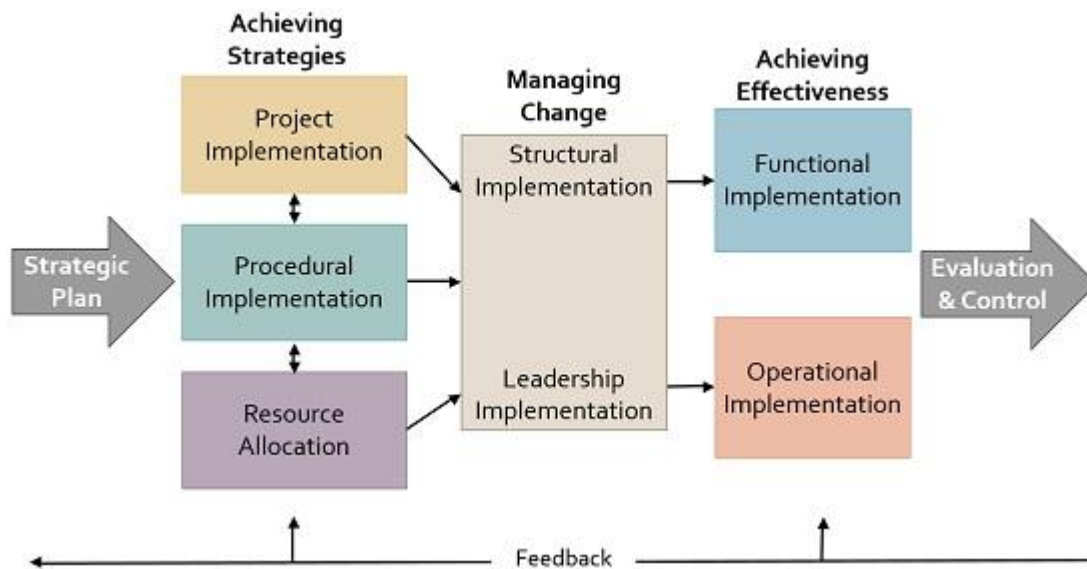 Achieving
Strategies
Project
Implementation
Procedural
Implementation
Resource
Allocation
Strategic
Plan
Managing
Change
Structural
Implementation
Leadership
Implementation
Achieving
Effectiveness
Functional
Implementation
Operational
Implementation
Evaluation
& Control
Feedback